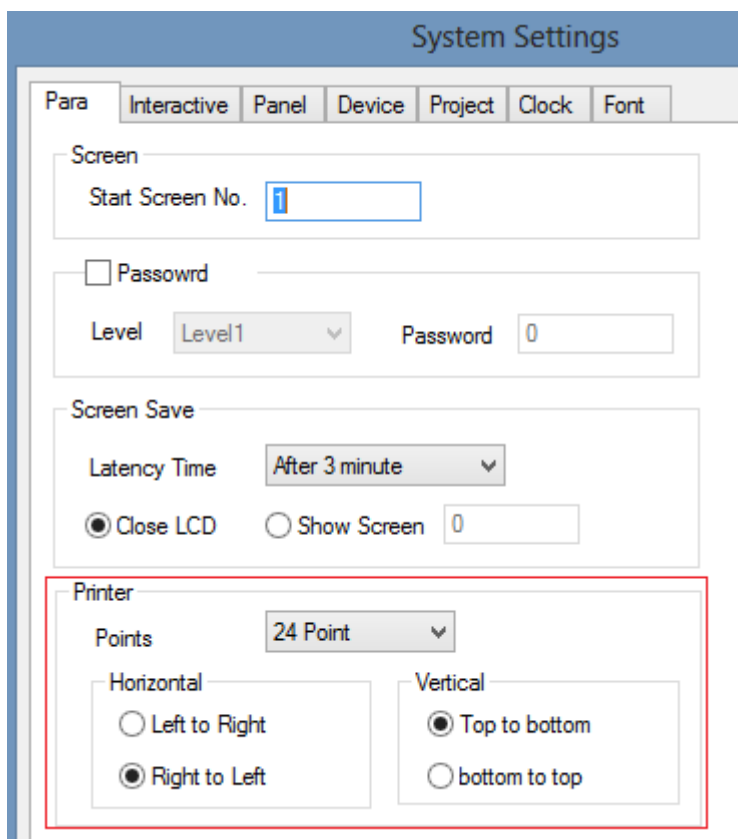 System Settings
Para Interactive Panel Device Project Clock Font
Screen
Start Screen No. 1
Passowrd
Level Level1 Password 0
Screen Save
Latency Time After 3 minute
Close LCD Show Screen 0
Printer
Points 24 Point
Horizontal Vertical
Left to Right Top to bottom
Right to Left bottom to top